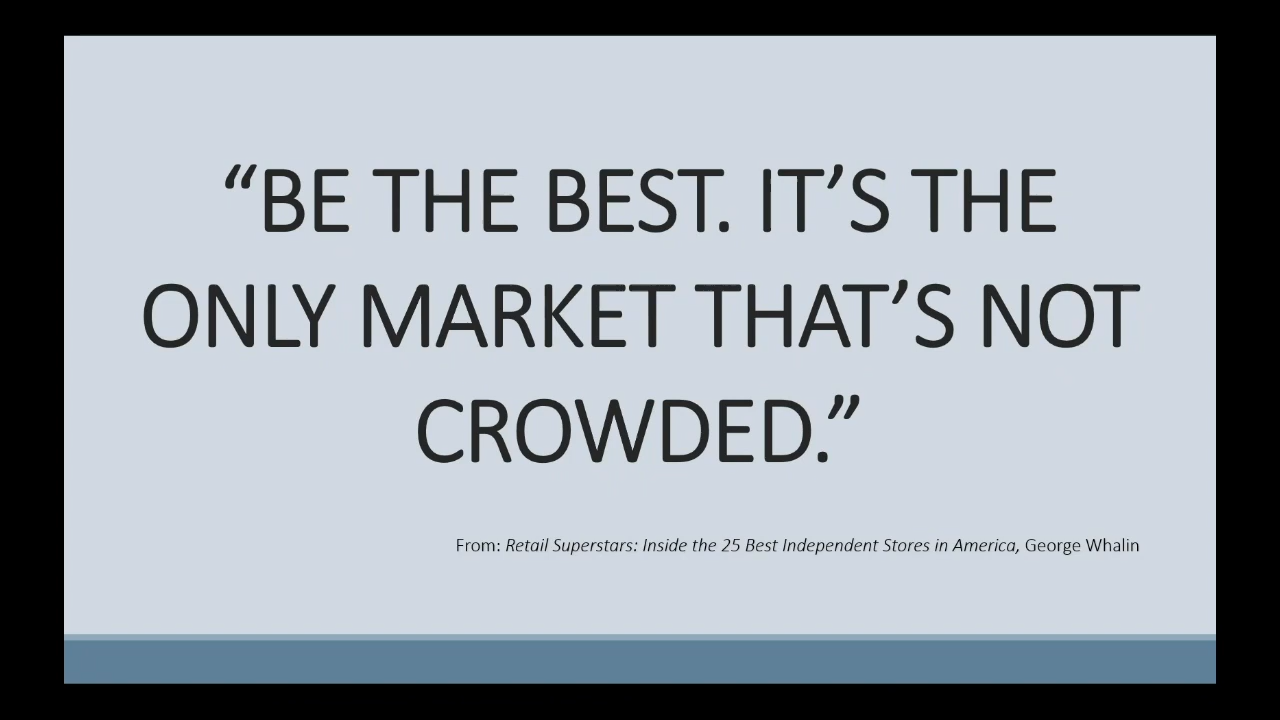 “BE THE BEST. IT’S THE
ONLY MARKET THAT’S NOT
CROWDED.”
From: Retail Superstars: Inside the 25 Best Independent Stores in America, George Whalin